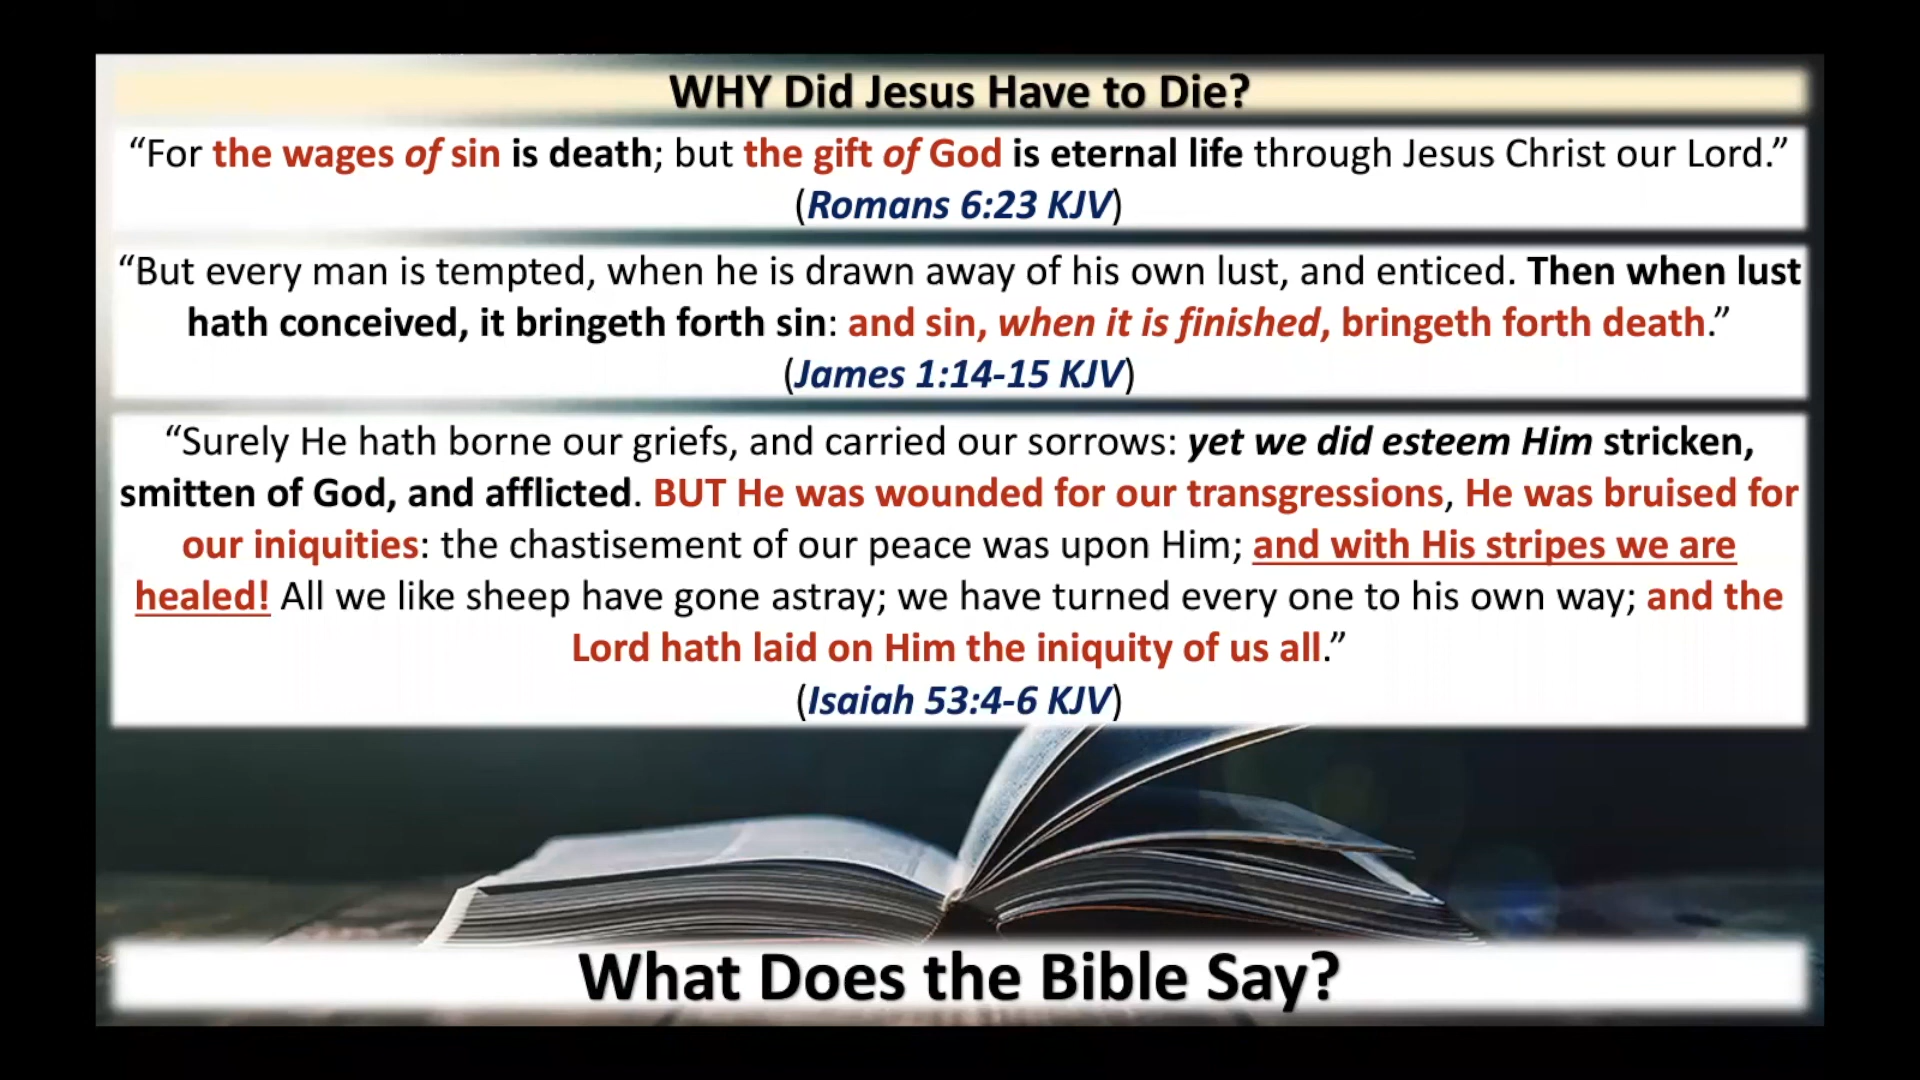 WHY Did Jesus Have to Die?
“For the wages of sin is death; but the gift of God is eternal life through Jesus Christ our Lord.”
(Romans 6:23 KJV)
“But every man is tempted, when he is drawn away of his own lust, and enticed. Then when lust
hath conceived, it bringeth forth sin: and sin, when it is finished, bringeth forth death.”
(James 1:14-15 KJV)
“Surely He hath borne our griefs, and carried our sorrows: yet we did esteem Him stricken,
smitten of God, and afflicted. BUT He was wounded for our transgressions, He was bruised for
our iniquities: the chastisement of our peace was upon Him; and with His stripes we are
healed! All we like sheep have gone astray; we have turned every one to his own way; and the
Lord hath laid on Him the iniquity of us all.”
(Isaiah 53:4-6 KJV)
What Does the Bible Say?